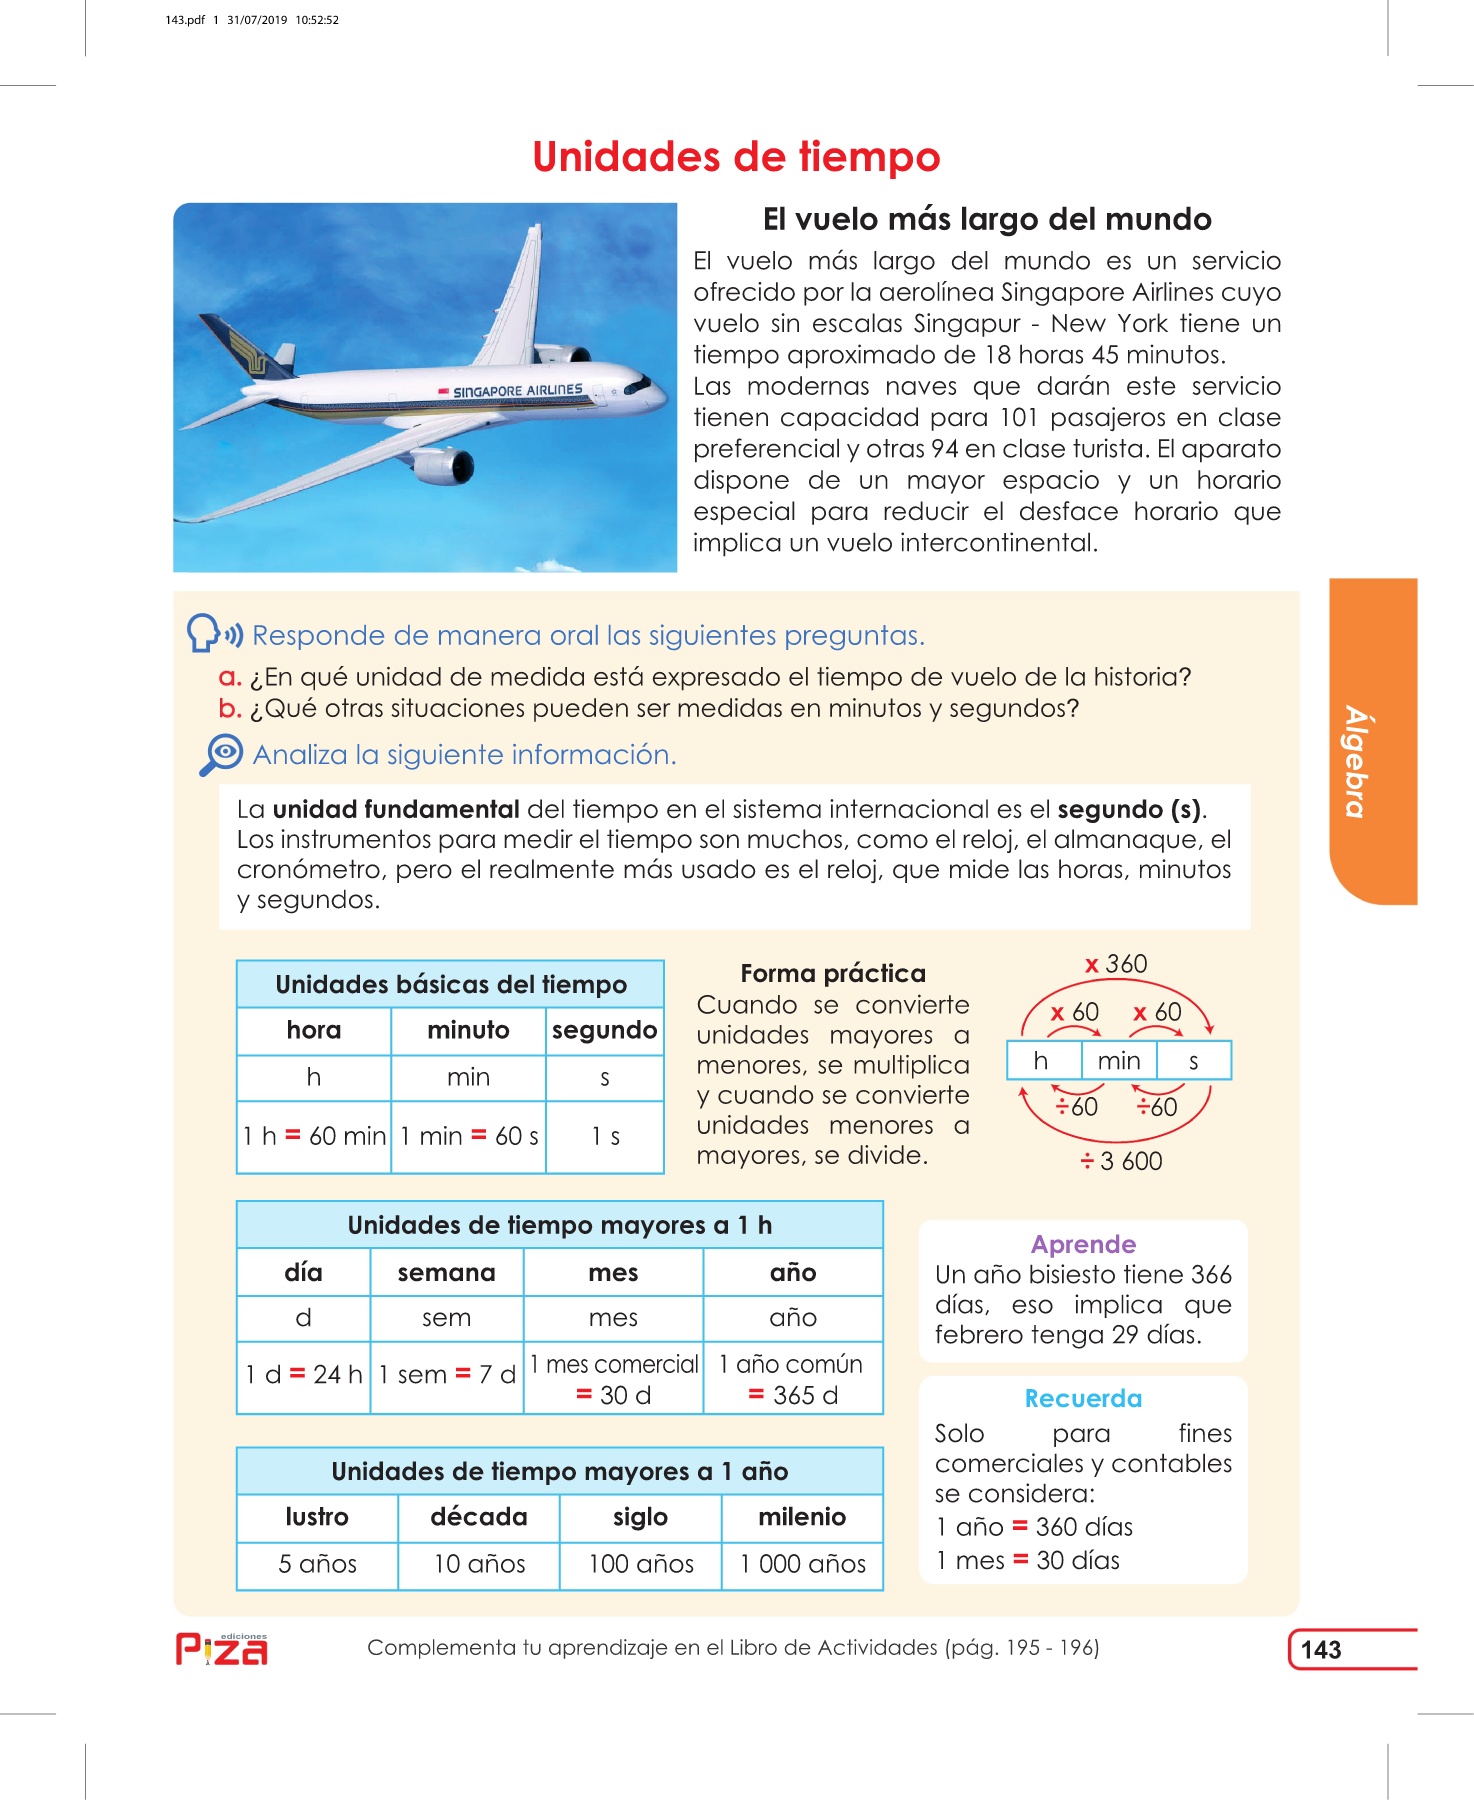 143.pdf 1 31/07/2019 10:52:52
Unidades de tiempo
SINGAPORE AIRLINES
El vuelo más largo del mundo
El vuelo más largo del mundo es un servicio
ofrecido por la aerolínea Singapore Airlines cuyo
vuelo sin escalas Singapur - New York tiene un
tiempo aproximado de 18 horas 45 minutos.
Las modernas naves que darán este servicio
tienen capacidad para 101 pasajeros en clase
preferencial y otras 94 en clase turista. El aparato
dispone de un mayor espacio y un horario
especial para reducir el desface horario que
implica un vuelo intercontinental.
Responde de manera oral las siguientes preguntas.
a. ¿En qué unidad de medida está expresado el tiempo de vuelo de la historia?
b. ¿Qué otras situaciones pueden ser medidas en minutos y segundos?
Analiza la siguiente información.
La unidad fundamental del tiempo en el sistema internacional es el segundo (s).
Los instrumentos para medir el tiempo son muchos, como el reloj, el almanaque, el
cronómetro, pero el realmente más usado es el reloj, que mide las horas, minutos
y segundos.
Álgebra
Unidades básicas del tiempo
hora minuto segundo
h min s
1 h = 60 min 1 min = 60 s 1 s
Forma práctica
Cuando se convierte
unidades mayores a
menores, se multiplica
y cuando se convierte
unidades menores a
mayores, se divide.
x 360
x 60 x 60
h min s
÷60 ÷60
÷ 3 600
Unidades de tiempo mayores a 1 h
día semana mes año
d sem mes año
1 d = 24 h 1 sem = 7 d 1 mes comercial = 30 d 1 año común = 365 d
Aprende
Un año bisiesto tiene 366
días, eso implica que
febrero tenga 29 días.
Recuerda
Solo para fines
comerciales y contables
se considera:
1 año = 360 días
1 mes = 30 días
Unidades de tiempo mayores a 1 año
lustro década siglo milenio
5 años 10 años 100 años 1 000 años
ediciones
Piza
Complementa tu aprendizaje en el Libro de Actividades (pág. 195 - 196)
143